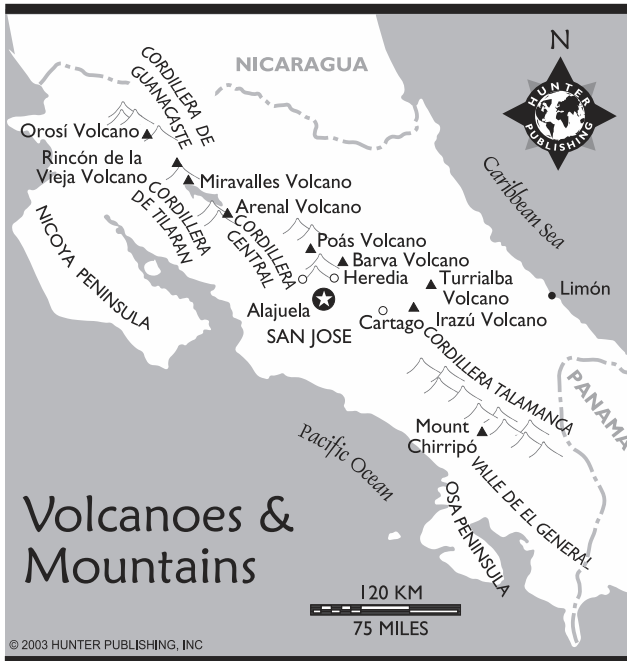 NICARAGUA
N
HUNTER
PUBLISHING
CORDILLERA DE
GUANACASTE
Orosí Volcano
Rincón de la
Vieja Volcano
Miravalles Volcano
Arenal Volcano
CORDILLERA
DE TILARAN
CORDILLERA
CENTRAL
Caribbean Sea
NICOYA PENINSULA
Poás Volcano
Barva Volcano
Heredia
Turrialba
Volcano
Limón
Alajuela
SAN JOSE
Cartago
Irazú Volcano
CORDILLERA TALAMANCA
PANAMA
Mount
Chirripó
Pacific Ocean
VALLE DE EL GENERAL
OSA PENINSULA
Volcanoes &
Mountains
120 KM
75 MILES
© 2003 HUNTER PUBLISHING, INC